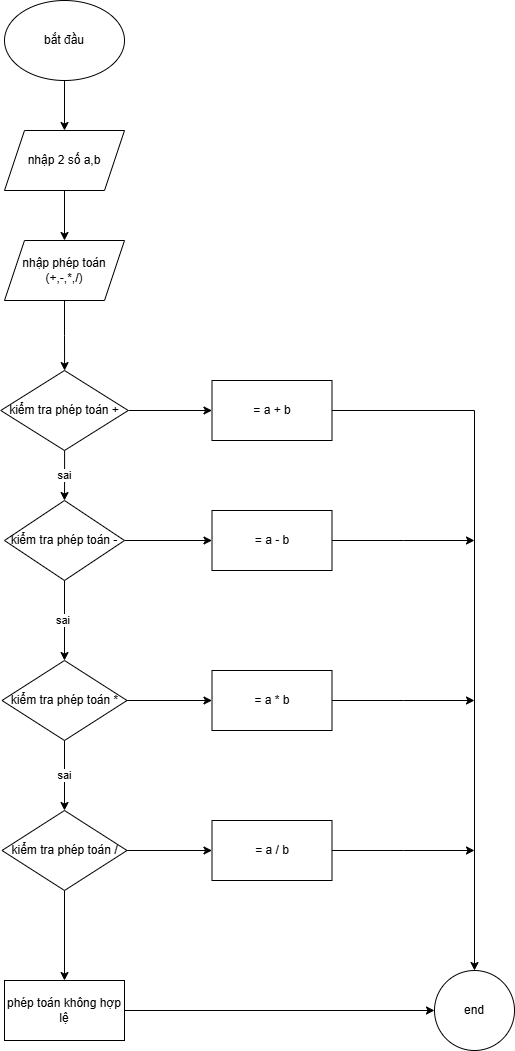 bắt đầu
nhập 2 số a,b
nhập phép toán
(+,-,*,/)
kiểm tra phép toán +
= a + b
sai
kiểm tra phép toán -
= a - b
sai
kiểm tra phép toán *
= a * b
sai
kiểm tra phép toán /
= a / b
phép toán không hợp
lệ
end